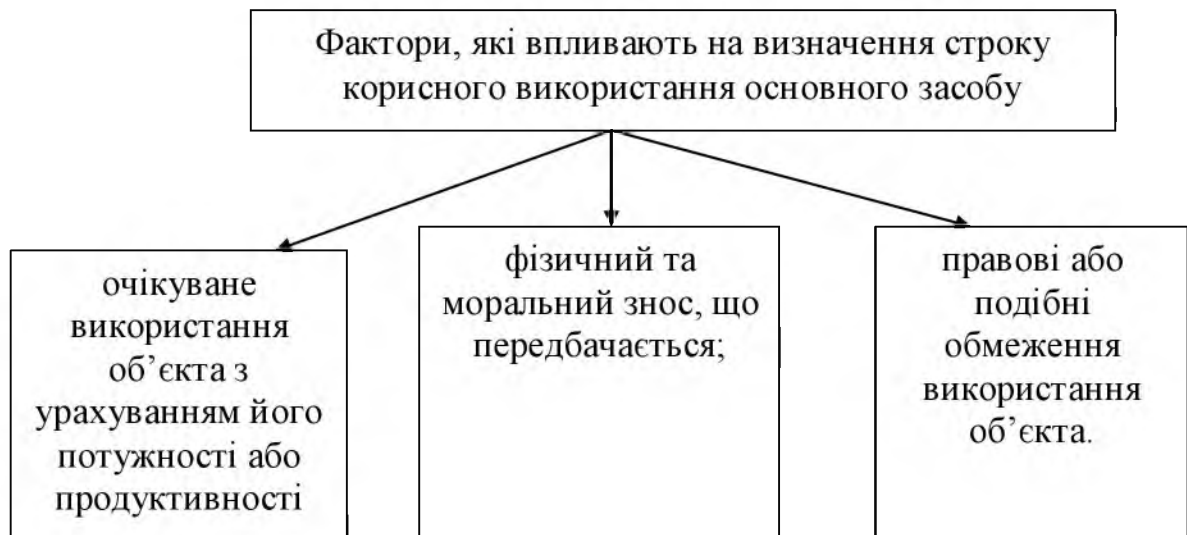 Фактори, які впливають на визначення строку
корисного використання основного засобу
очікуване
використання
об’єкта з
урахуванням його
потужності або
продуктивності
фізичний та
моральний знос, що
передбачається;
правові або
подібні
обмеження
використання
об’єкта.